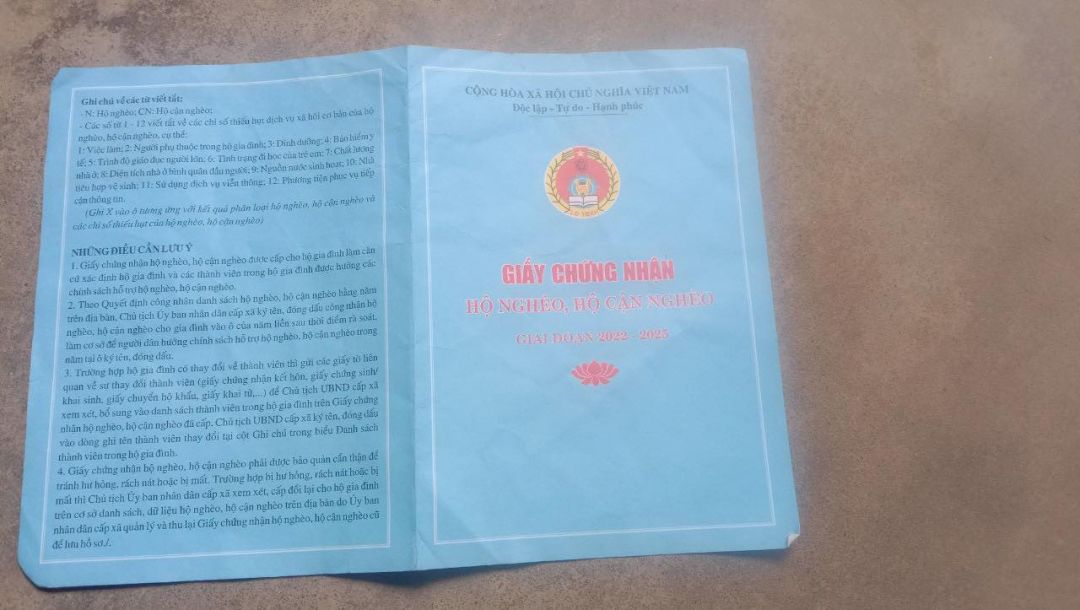 Ghi chú về các từ viết tắt:
- N: Hộ nghèo; CN: Hộ cận nghèo;
- Các số từ 1 - 12 viết tắt về các chỉ số thiếu hụt dịch vụ xã hội cơ bản của hộ
nghèo, hộ cận nghèo, cụ thể:
1: Việc làm; 2: Người phụ thuộc trong hộ gia đình; 3: Dinh dưỡng; 4: Bảo hiểm y
tế; 5: Trình độ giáo dục người lớn; 6: Tình trạng đi học của trẻ em; 7: Chất lượng
nhà ở; 8: Diện tích nhà ở bình quân đầu người; 9: Nguồn nước sinh hoạt; 10: Nhà
tiêu hợp vệ sinh; 11: Sử dụng dịch vụ viễn thông; 12: Phương tiện phục vụ tiếp
cận thông tin.
(Ghi X vào ô tương ứng với kết quả phân loại hộ nghèo, hộ cận nghèo và
các chỉ số thiếu hụt của hộ nghèo, hộ cận nghèo)
NHỮNG ĐIỀU CẦN LƯU Ý
1. Giấy chứng nhận hộ nghèo, hộ cận nghèo được cấp cho hộ gia đình làm căn
cứ xác định hộ gia đình và các thành viên trong hộ gia đình được hưởng các
chính sách hỗ trợ hộ nghèo, hộ cận nghèo.
2. Theo Quyết định công nhận danh sách hộ nghèo, hộ cận nghèo hằng năm
trên địa bàn, Chủ tịch Ủy ban nhân dân cấp xã ký tên, đóng dấu công nhận hộ
nghèo, hộ cận nghèo cho gia đình vào ô của năm liền sau thời điểm rà soát,
làm cơ sở để người dân hưởng chính sách hỗ trợ hộ nghèo, hộ cận nghèo trong
năm tại ô ký tên, đóng dấu.
3. Trường hợp hộ gia đình có thay đổi về thành viên thì gửi các giấy tờ liên
quan về sự thay đổi thành viên (giấy chứng nhận kết hôn, giấy chứng sinh/
khai sinh, giấy chuyển hộ khẩu, giấy khai tử,...) để Chủ tịch UBND cấp xã
xem xét, bổ sung vào danh sách thành viên trong hộ gia đình trên Giấy chứng
nhận hộ nghèo, hộ cận nghèo đã cấp. Chủ tịch UBND cấp xã ký tên, đóng dấu
vào dòng ghi tên thành viên thay đổi tại cột Ghi chú trong biểu Danh sách
thành viên trong hộ gia đình.
4. Giấy chứng nhận hộ nghèo, hộ cận nghèo phải được bảo quản cẩn thận để
tránh hư hỏng, rách nát hoặc bị mất. Trường hợp bị hư hỏng, rách nát hoặc bị
mất thì Chủ tịch Ủy ban nhân dân cấp xã xem xét, cấp đổi lại cho hộ gia đình
trên cơ sở danh sách, dữ liệu hộ nghèo, hộ cận nghèo trên địa bàn do Ủy ban
nhân dân cấp xã quản lý và thu lại Giấy chứng nhận hộ nghèo, hộ cận nghèo cũ
để lưu hồ sơ./.
CỘNG HÒA XÃ HỘI CHỦ NGHĨA VIỆT NAM
Độc lập - Tự do - Hạnh phúc
GIẤY CHỨNG NHẬN
HỘ NGHÈO, HỘ CẬN NGHÈO
GIAI ĐOẠN 2022 - 2025